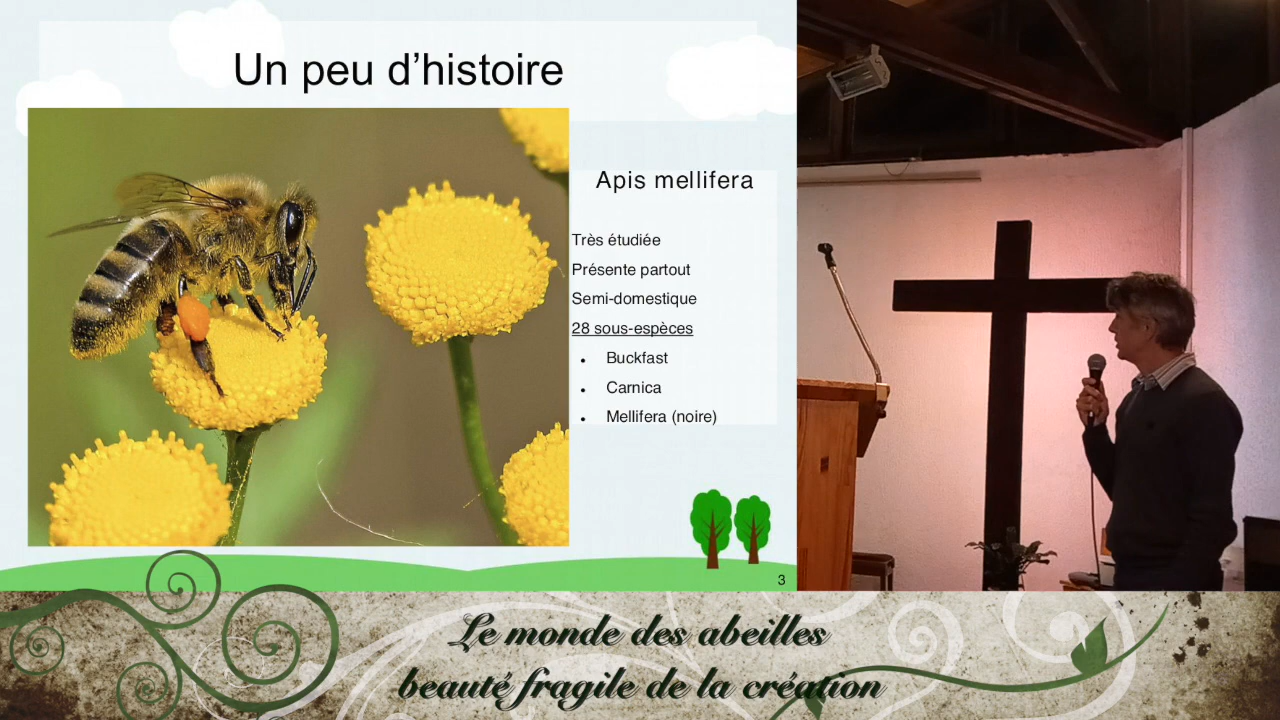 Un peu d’histoire
Apis mellifera
Très étudiée
Présente partout
Semi-domestique
28 sous-espèces
• Buckfast
• Carnica
• Mellifera (noire)
3
Le monde des abeilles
beauté fragile de la création